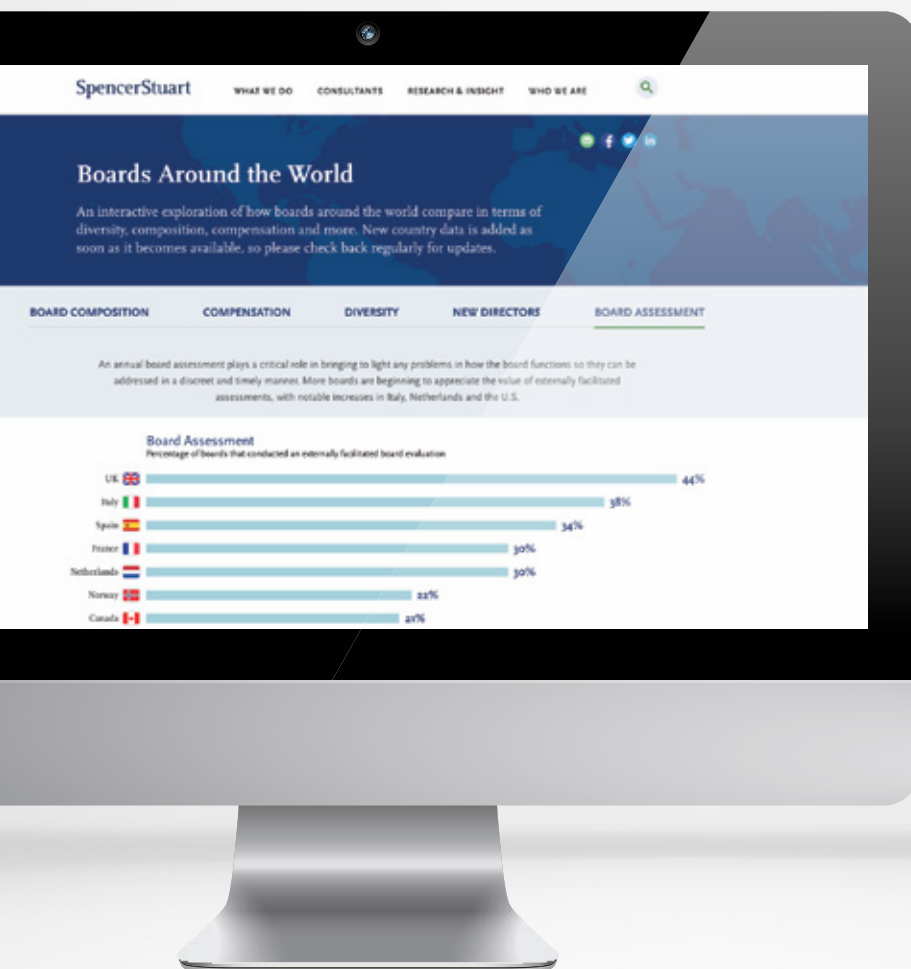 SpencerStuart
WHAT WE DO CONSULTANTS RESEARCH & INSIGHT WHO WE ARE
f in
Boards Around the World
An interactive exploration of how boards around the world compare in terms of
diversity, composition, compensation and more. New country data is added as
soon as it becomes available, so please check back regularly for updates.
BOARD COMPOSITION COMPENSATION DIVERSITY NEW DIRECTORS BOARD ASSESSMENT
An annual board assessment plays a critical role in bringing to light any problems in how the board functions so they can be
addressed in a discreet and timely manner. More boards are beginning to appreciate the value of externally facilitated
assessments, with notable increases in Italy, Netherlands and the U.S.
Board Assessment
Percentage of boards that conducted an externally facilitated board evaluation
UK 44%
Italy 38%
Spain 34%
France 30%
Netherlands 30%
Norway 22%
Canada 21%